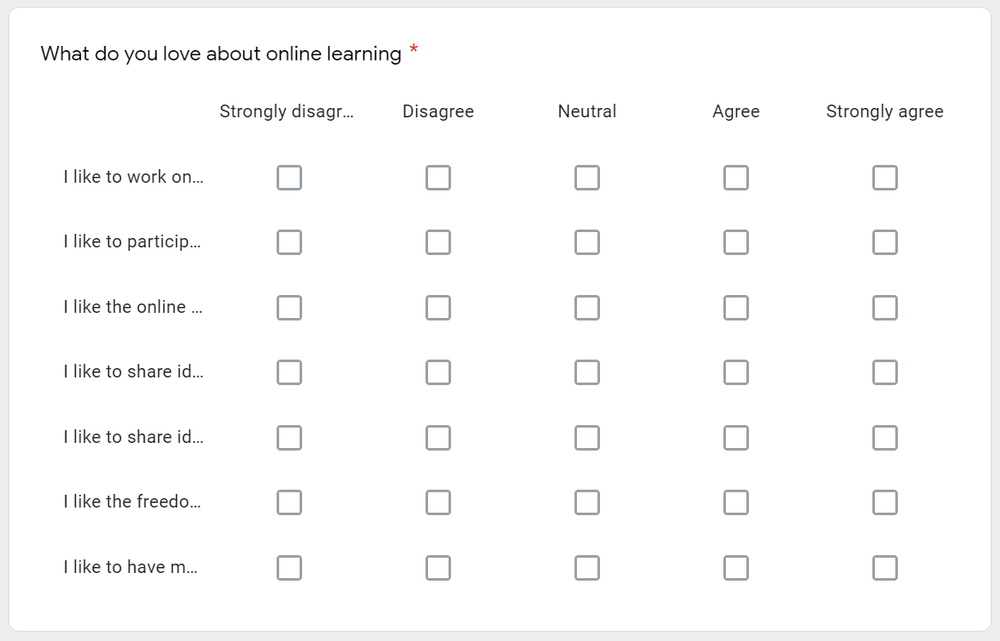 What do you love about online learning *
Strongly disagr... Disagree Neutral Agree Strongly agree
I like to work on...
I like to particip...
I like the online ...
I like to share id...
I like to share id...
I like the freedo...
I like to have m...